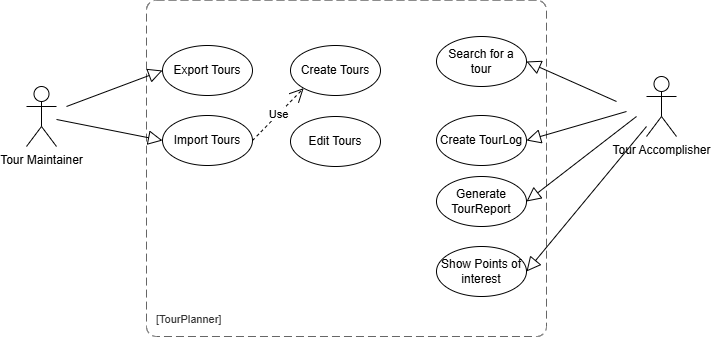 Export Tours
Create Tours
Search for a
tour
Use
Import Tours
Edit Tours
Create TourLog
Tour Maintainer
Tour Accomplisher
Generate
TourReport
Show Points of
interest
[TourPlanner]